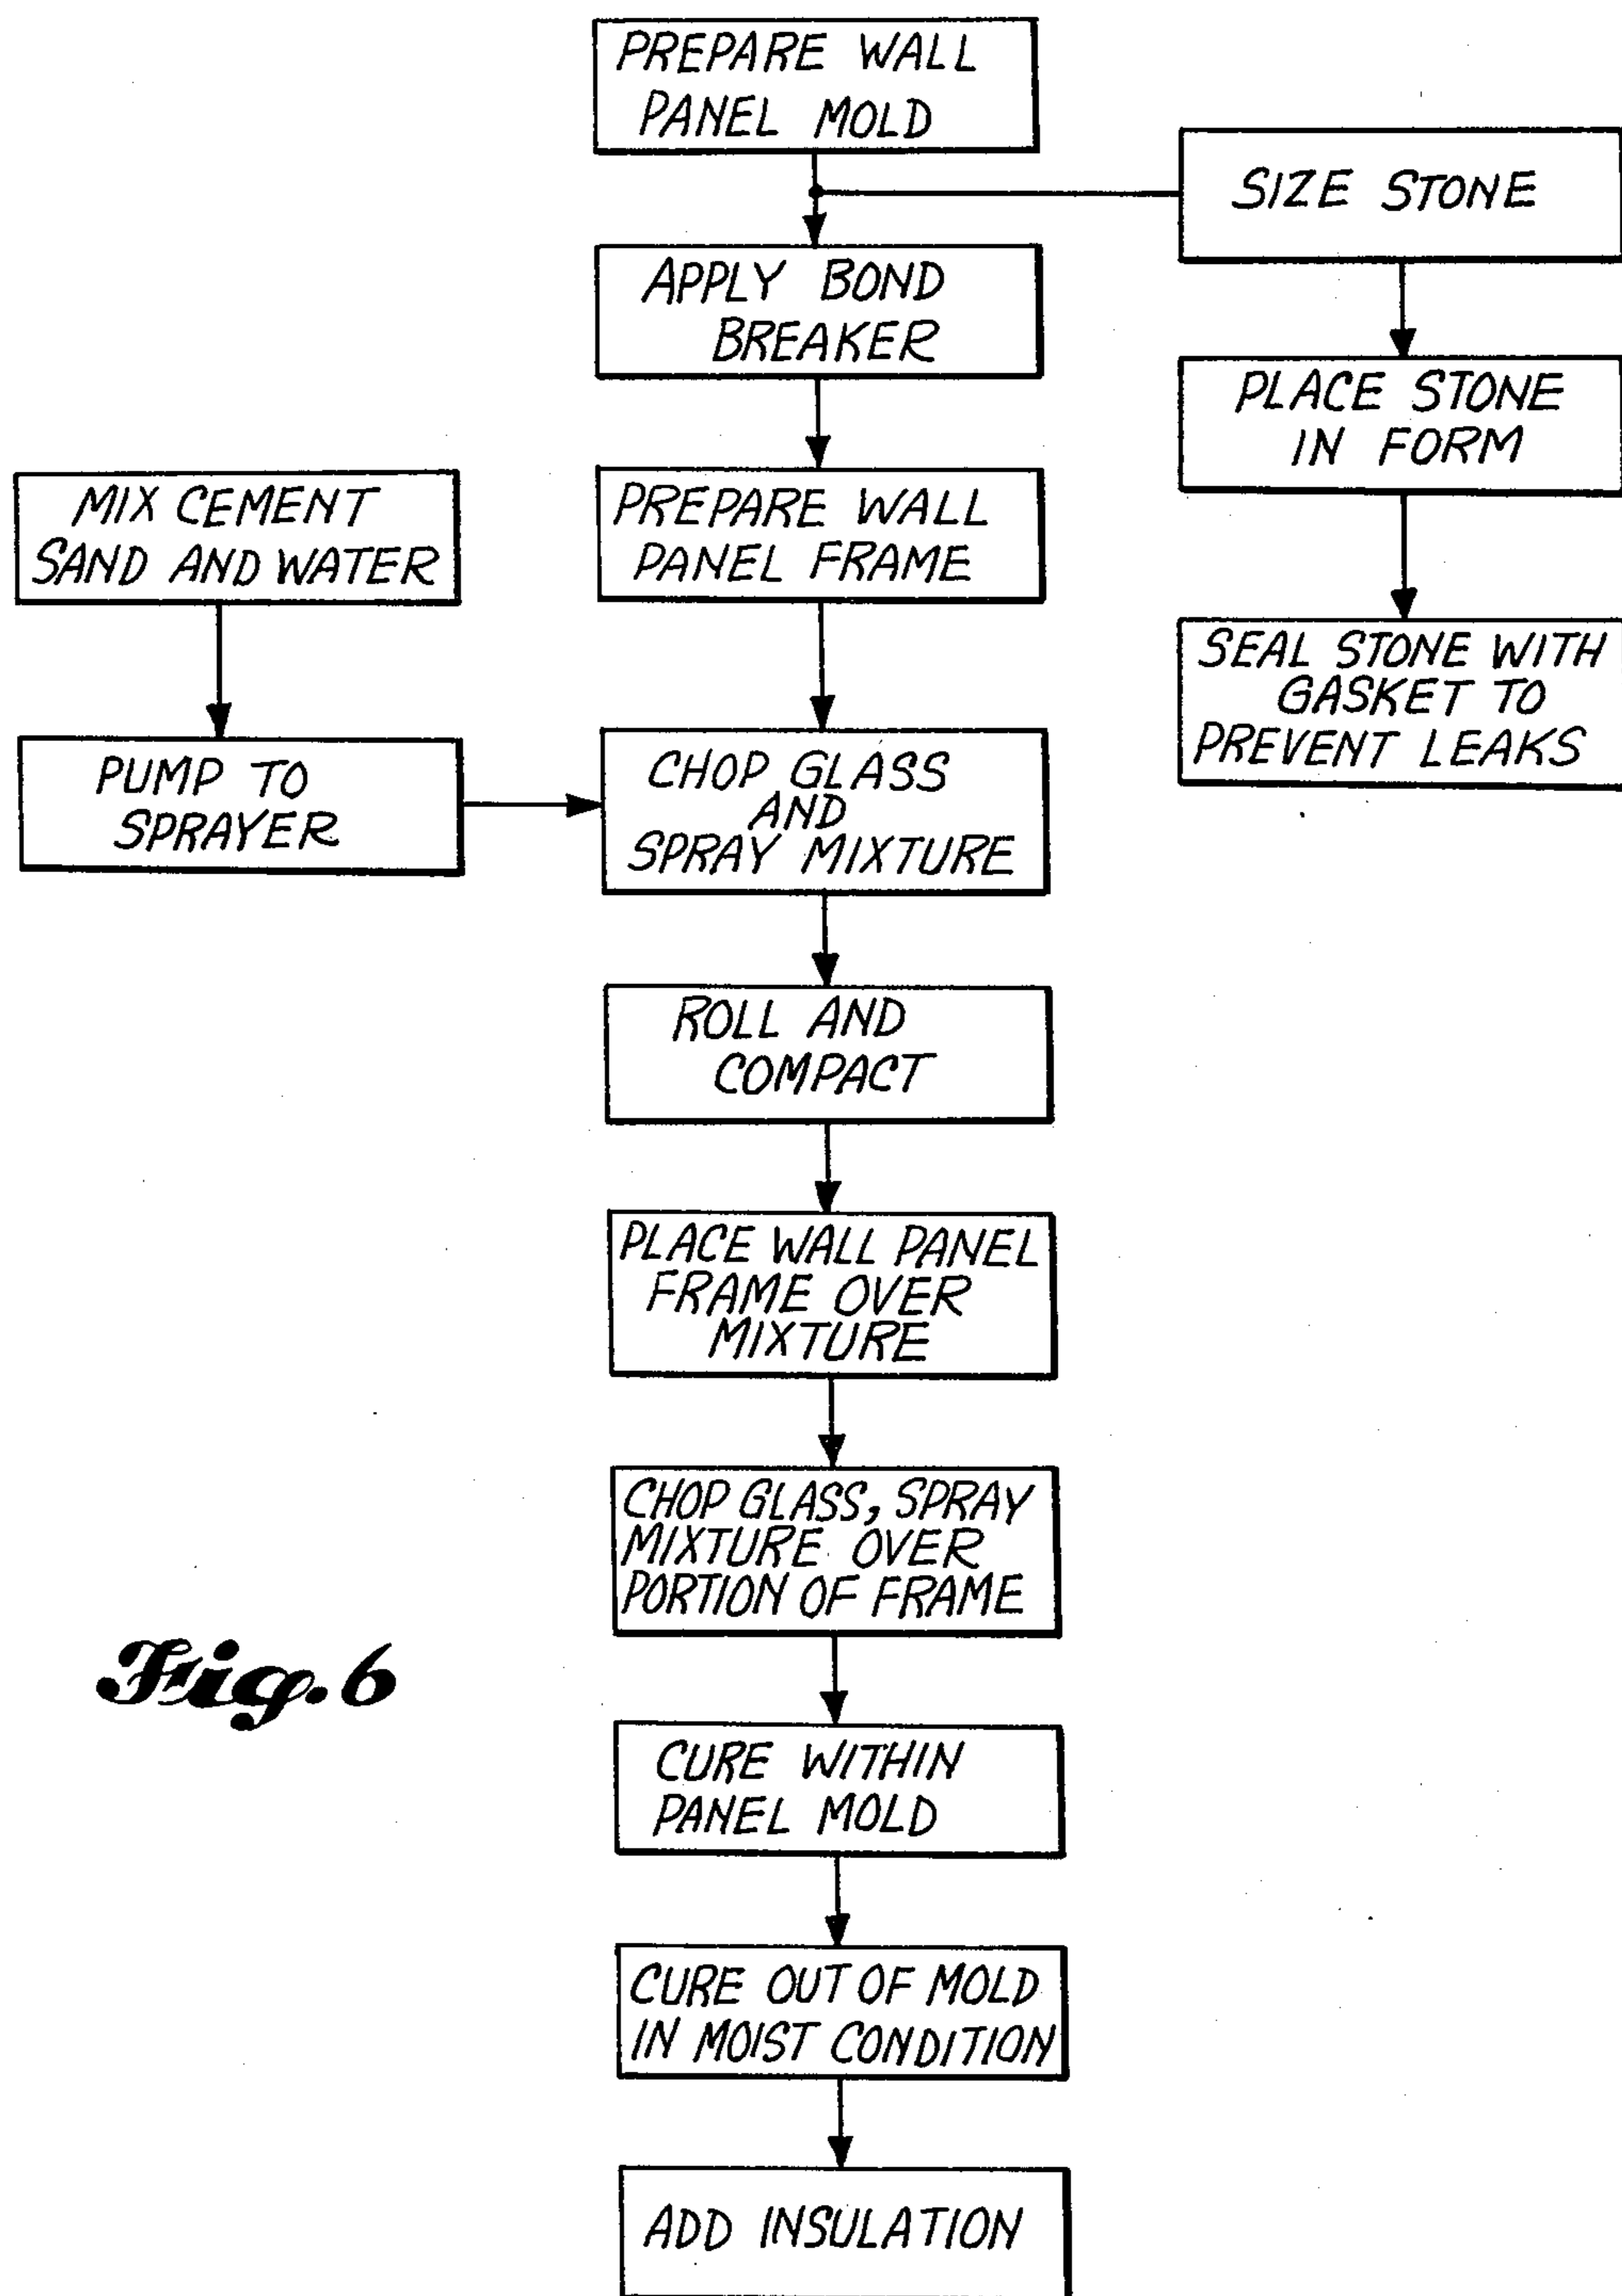 PREPARE WALL
PANEL MOLD
SIZE STONE
APPLY BOND
BREAKER
PLACE STONE
IN FORM
MIX CEMENT
SAND AND WATER
PREPARE WALL
PANEL FRAME
SEAL STONE WITH
GASKET TO
PREVENT LEAKS
PUMP TO
SPRAYER
CHOP GLASS
AND
SPRAY MIXTURE
ROLL AND
COMPACT
PLACE WALL PANEL
FRAME OVER
MIXTURE
CHOP GLASS, SPRAY
MIXTURE OVER
PORTION OF FRAME
Fig. 6
CURE WITHIN
PANEL MOLD
CURE OUT OF MOLD
IN MOIST CONDITION
ADD INSULATION